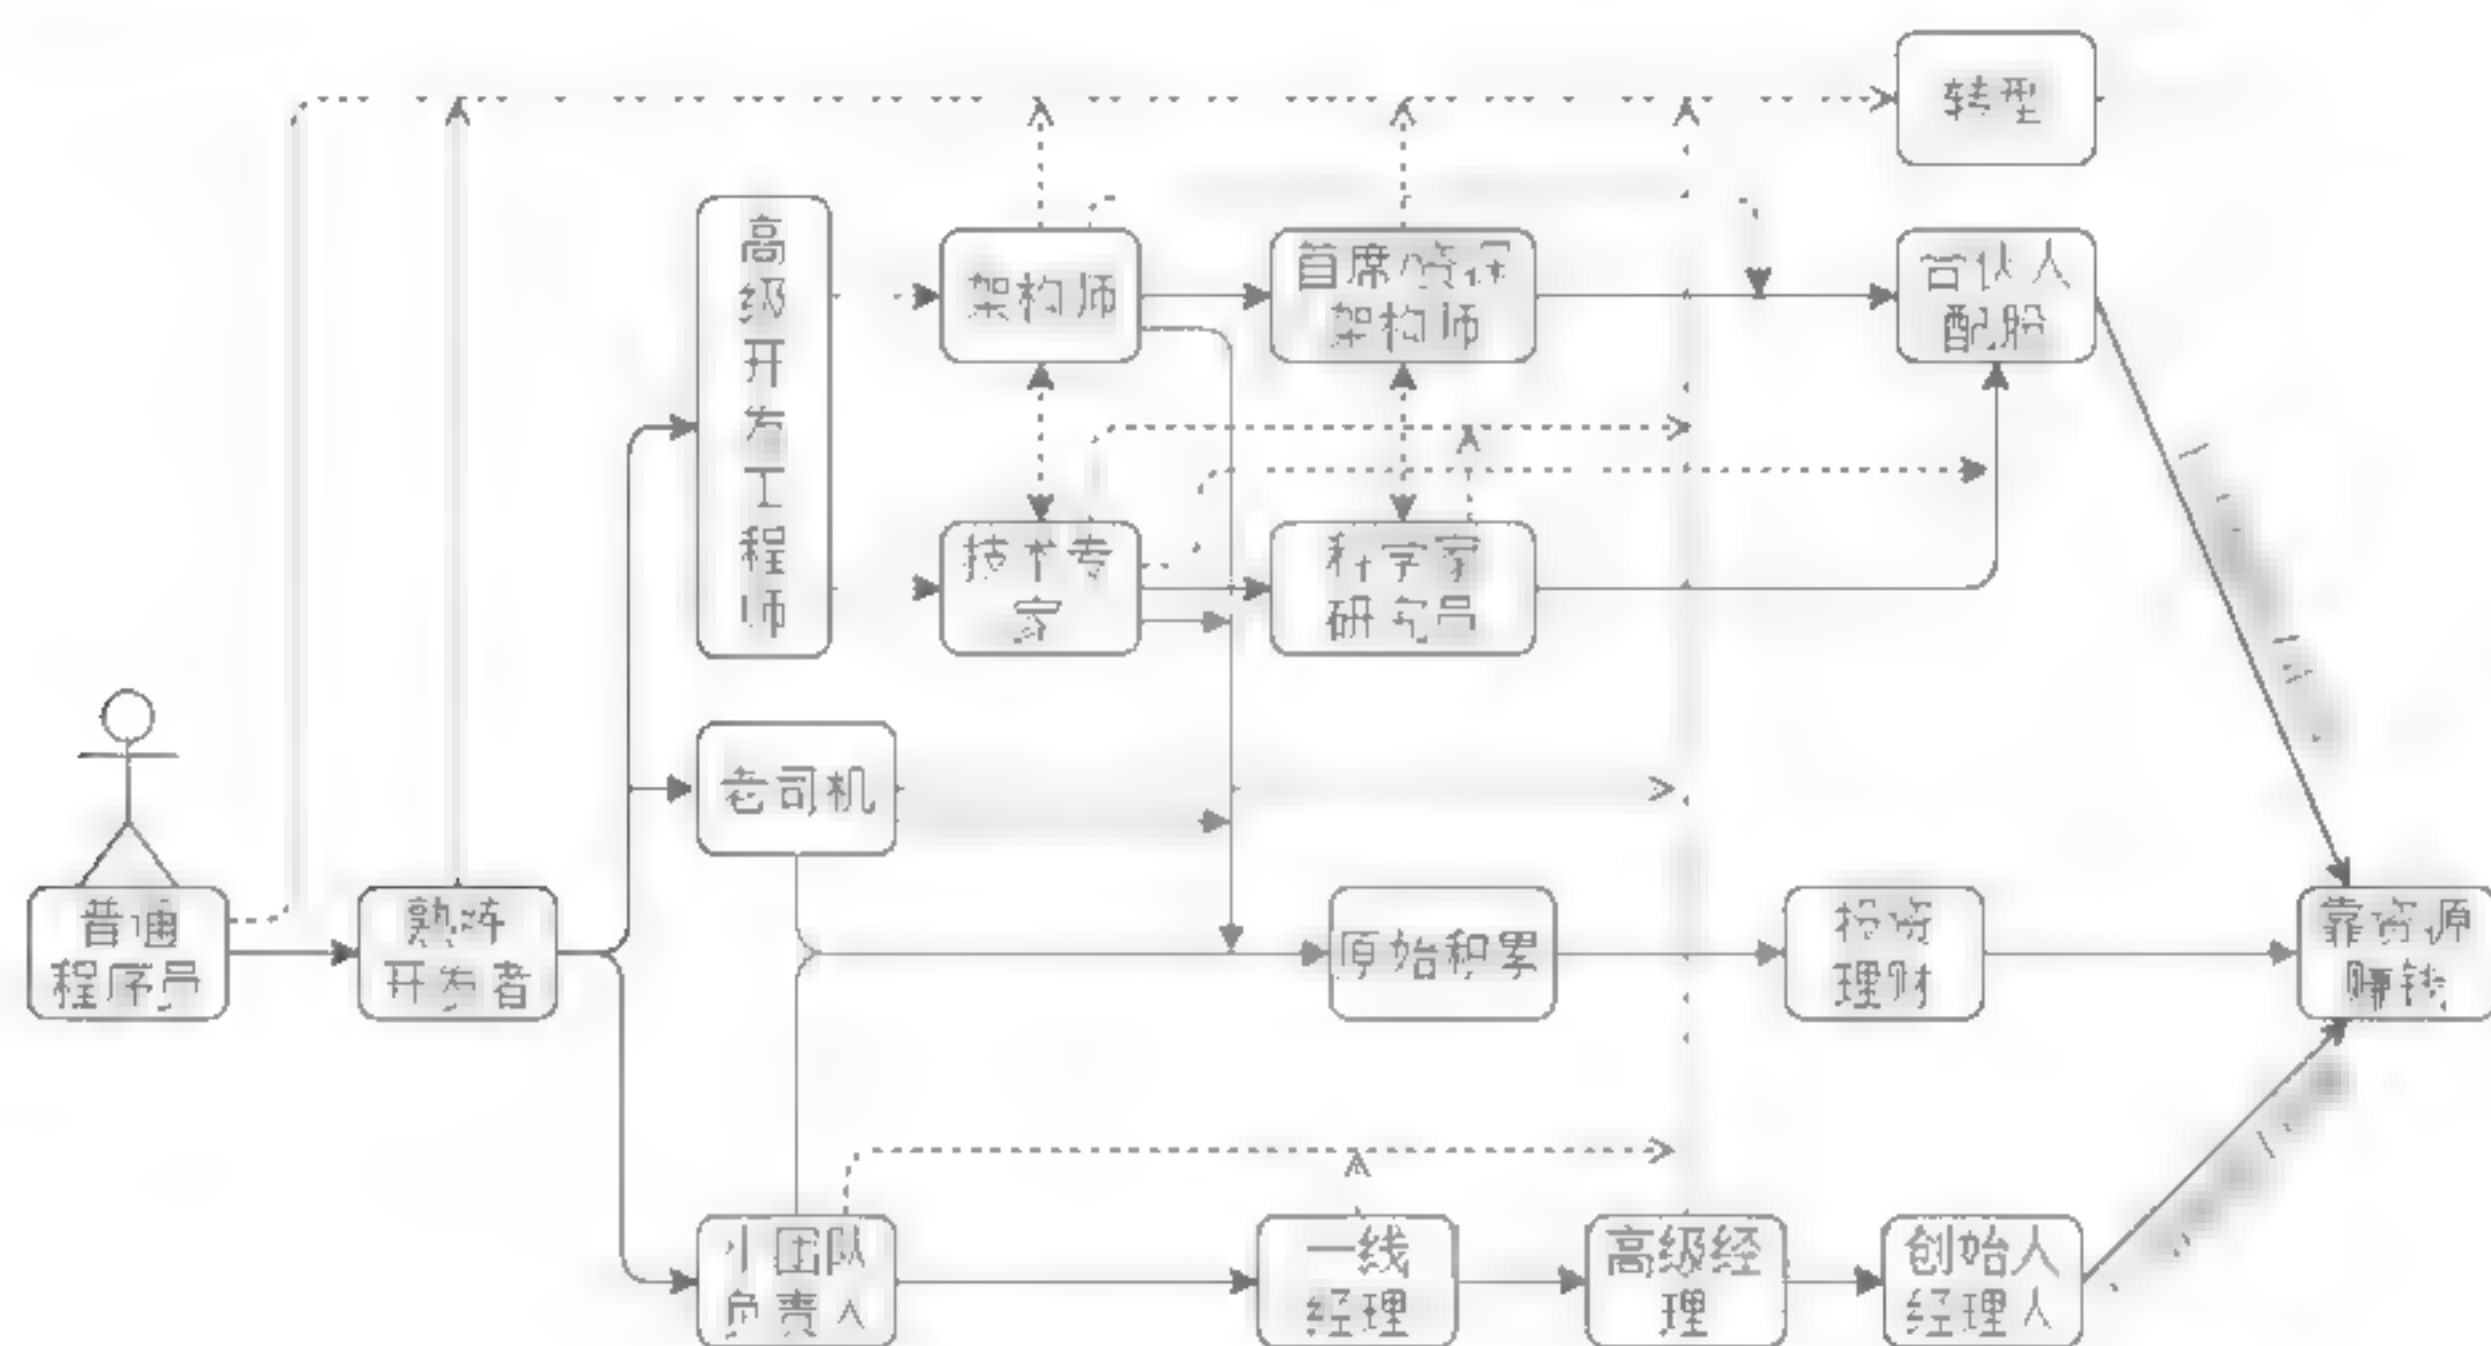 转型
高
级
开
发
工
程
师
架构师
首席/资深
架构师
合伙人
配股
技术专
家
科学家
研究员
老司机
普通
程序员
熟练
开发者
原始积累
投资
理财
靠资源
赚钱
小团队
负责人
一线
经理
高级经
理
创始人
经理人